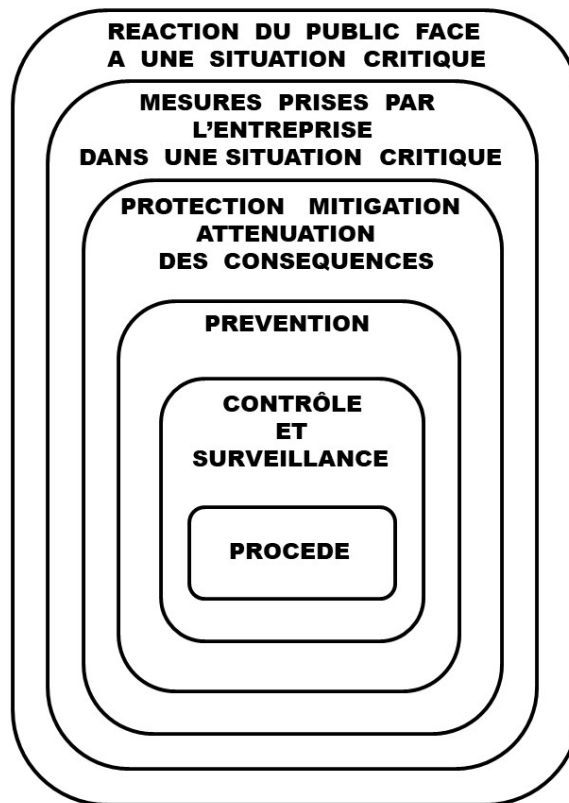 REACTION DU PUBLIC FACE
A UNE SITUATION CRITIQUE
MESURES PRISES PAR
L'ENTREPRISE
DANS UNE SITUATION CRITIQUE
PROTECTION MITIGATION
ATTENUATION
DES CONSEQUENCES
PREVENTION
CONTRÔLE
ET
SURVEILLANCE
PROCEDE